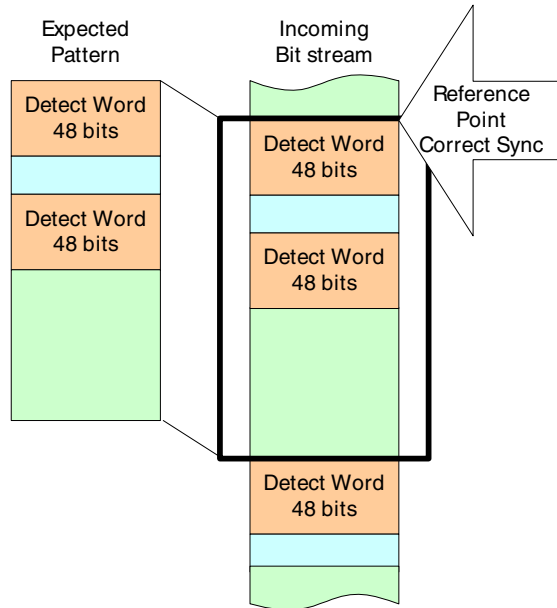 Expected
Pattern
Detect Word
48 bits
Detect Word
48 bits
Incoming
Bit stream
Detect Word
48 bits
Detect Word
48 bits
Detect Word
48 bits
Reference
Point
Correct Sync